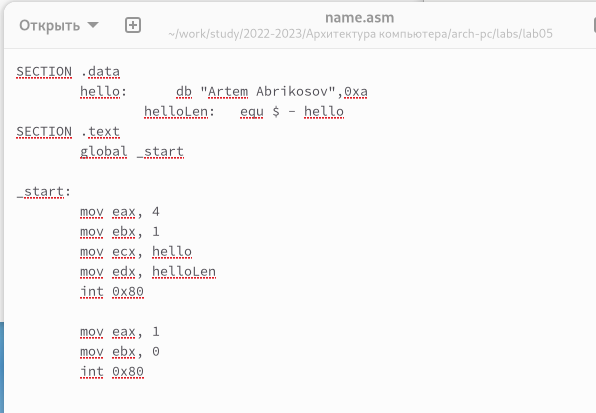 Открыть
name.asm
~/work/study/2022-2023/Архитектура компьютера/arch-pc/labs/lab05
SECTION .data
hello: db "Artem Abrikosov",0xa
helloLen: equ $ - hello
SECTION .text
global _start
_start:
mov eax, 4
mov ebx, 1
mov ecx, hello
mov edx, helloLen
int 0x80
mov eax, 1
mov ebx, 0
int 0x80